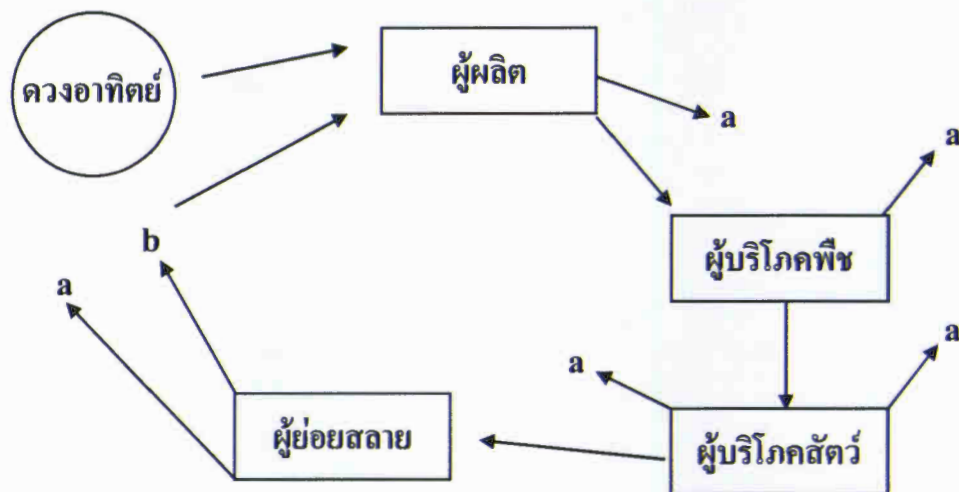 ดวงอาทิตย์
ผู้ผลิต
a
a
ผู้บริโภคพืช
b
a
a
a
ผู้ย่อยสลาย
ผู้บริโภคสัตว์